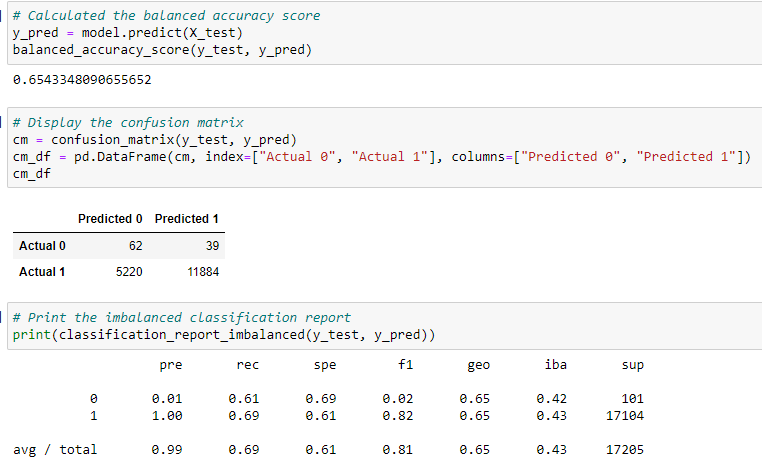 # Calculated the balanced accuracy score
y_pred = model.predict(X_test)
balanced_accuracy_score(y_test, y_pred)
0.6543348090655652
# Display the confusion matrix
cm = confusion_matrix(y_test, y_pred)
cm_df = pd.DataFrame(cm, index=["Actual 0", "Actual 1"], columns=["Predicted 0", "Predicted 1"])
cm_df
Predicted 0 Predicted 1
Actual 0 62 39
Actual 1 5220 11884
# Print the imbalanced classification report
print(classification_report_imbalanced(y_test, y_pred))
pre rec spe f1 geo iba sup
0 0.01 0.61 0.69 0.02 0.65 0.42 101
1 1.00 0.69 0.61 0.82 0.65 0.43 17104
avg / total 0.99 0.69 0.61 0.81 0.65 0.43 17205